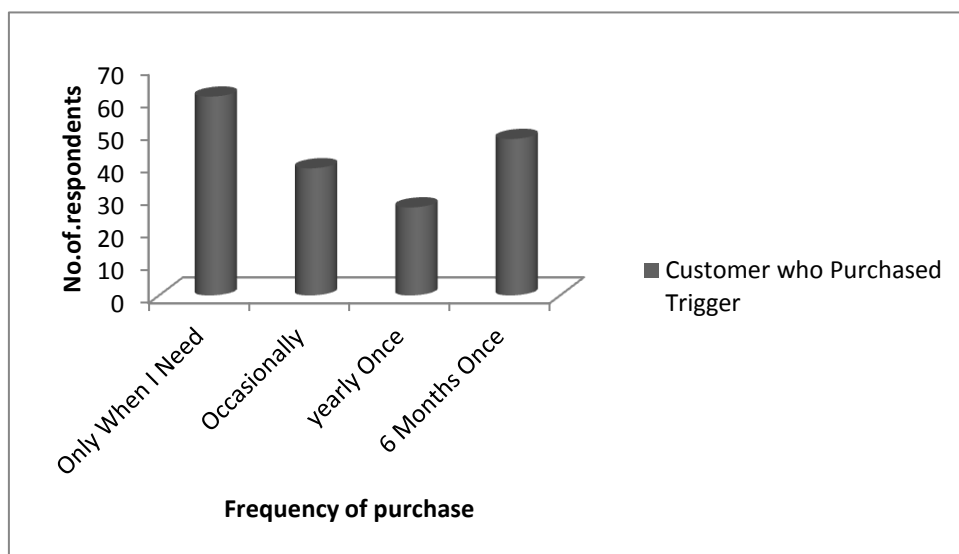 No.of.respondents
70
60
50
40
30
20
10
0
Only When I Need
Occasionally
yearly Once
6 Months Once
Frequency of purchase
Customer who Purchased
Trigger